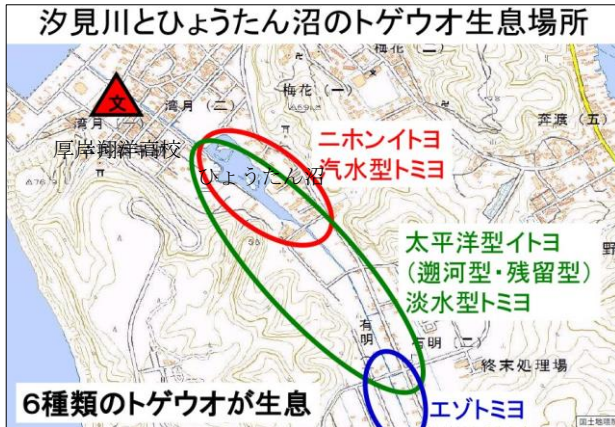 汐見川とひょうたん沼のトゲウオ生息場所
梅花(二)
梅花(一)
文
湾月(二)
湾月(一)
奔渡(五)
厚岸翔洋高校
ニホンイトヨ
汽水型トミヨ
ひょうたん沼
太平洋型イトヨ
(遡河型・残留型)
淡水型トミヨ
野
有明
有明(二)
終末処理場
6種類のトゲウオが生息
エゾトミヨ
国土地理院